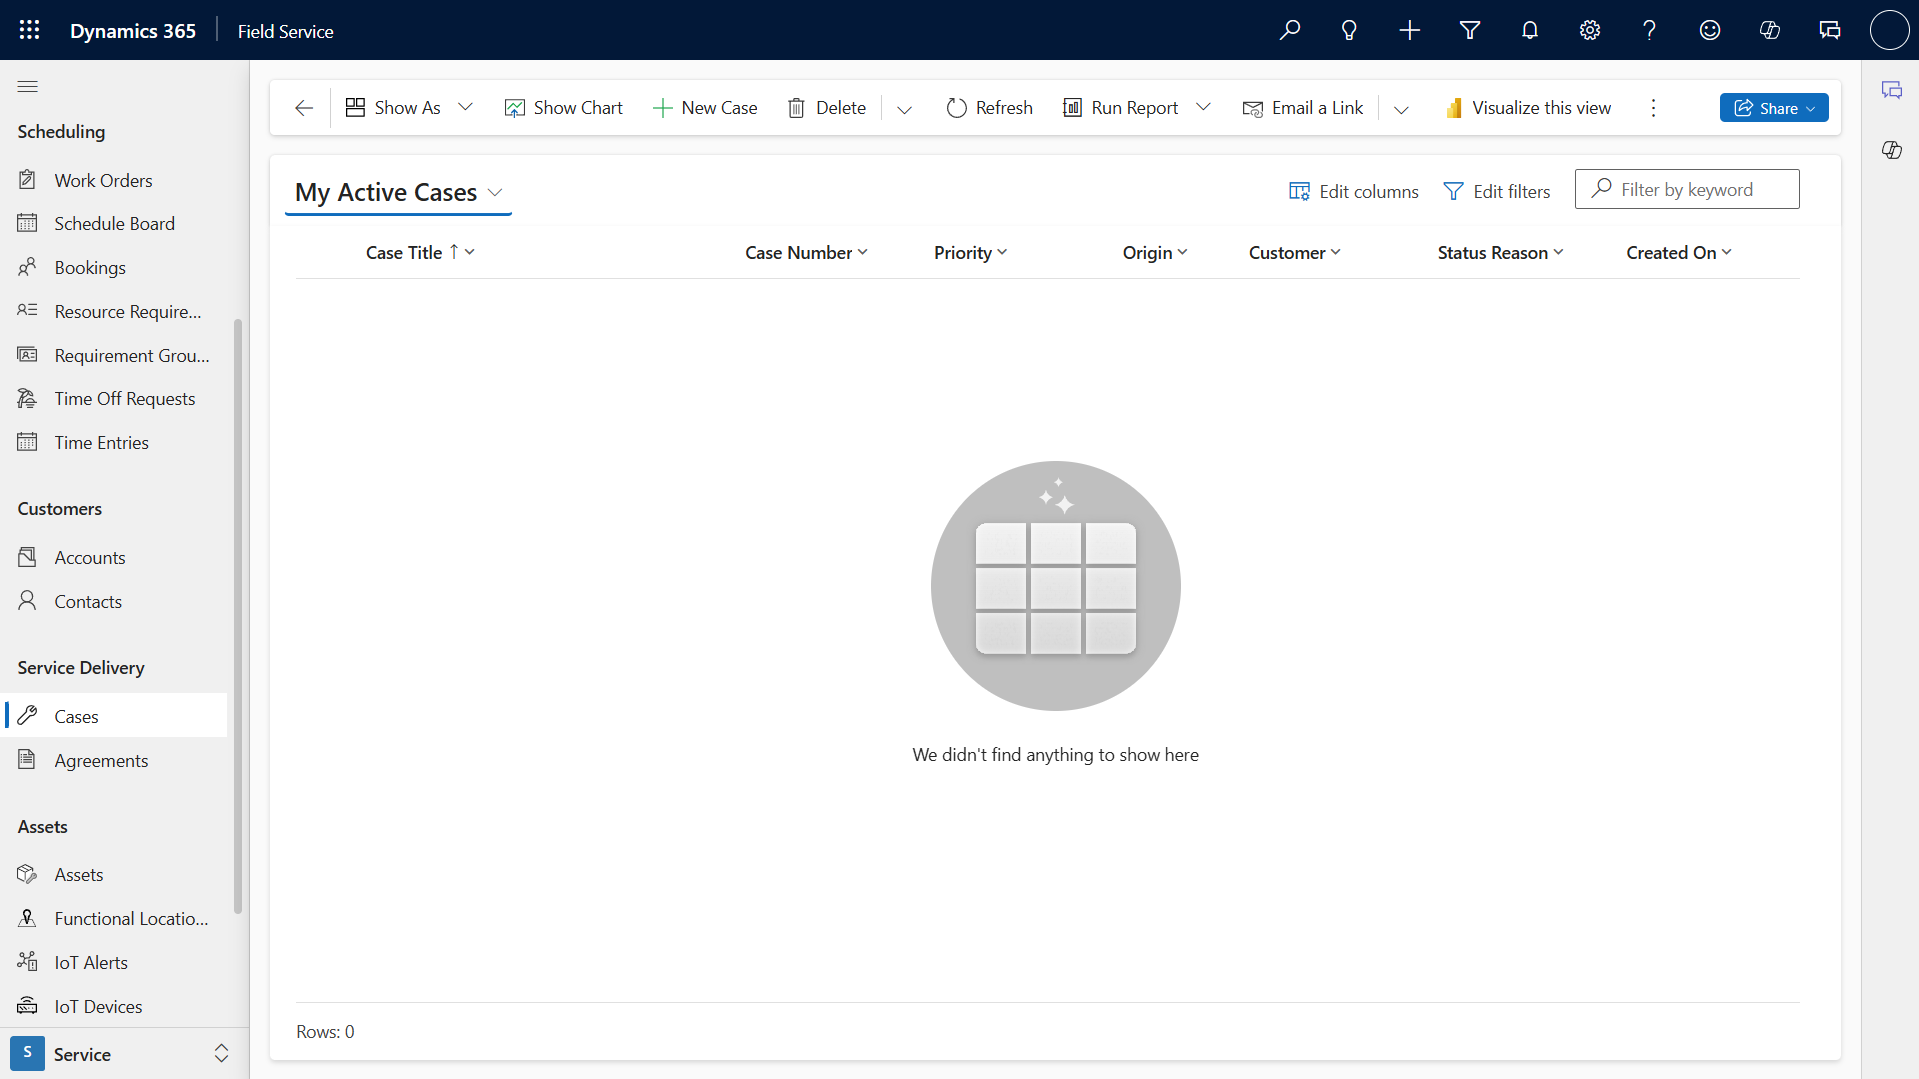 Dynamics 365
Field Service
Show As
Show Chart
New Case
Delete
Refresh
Run Report
Email a Link
Visualize this view
Share
Scheduling
Work Orders
Schedule Board
Bookings
Resource Require...
Requirement Grou...
Time Off Requests
Time Entries
Customers
Accounts
Contacts
Service Delivery
Cases
Agreements
Assets
Assets
Functional Locatio...
IoT Alerts
IoT Devices
S
Service
My Active Cases
Edit columns
Edit filters
Filter by keyword
Case Title
Case Number
Priority
Origin
Customer
Status Reason
Created On
We didn't find anything to show here
Rows: 0